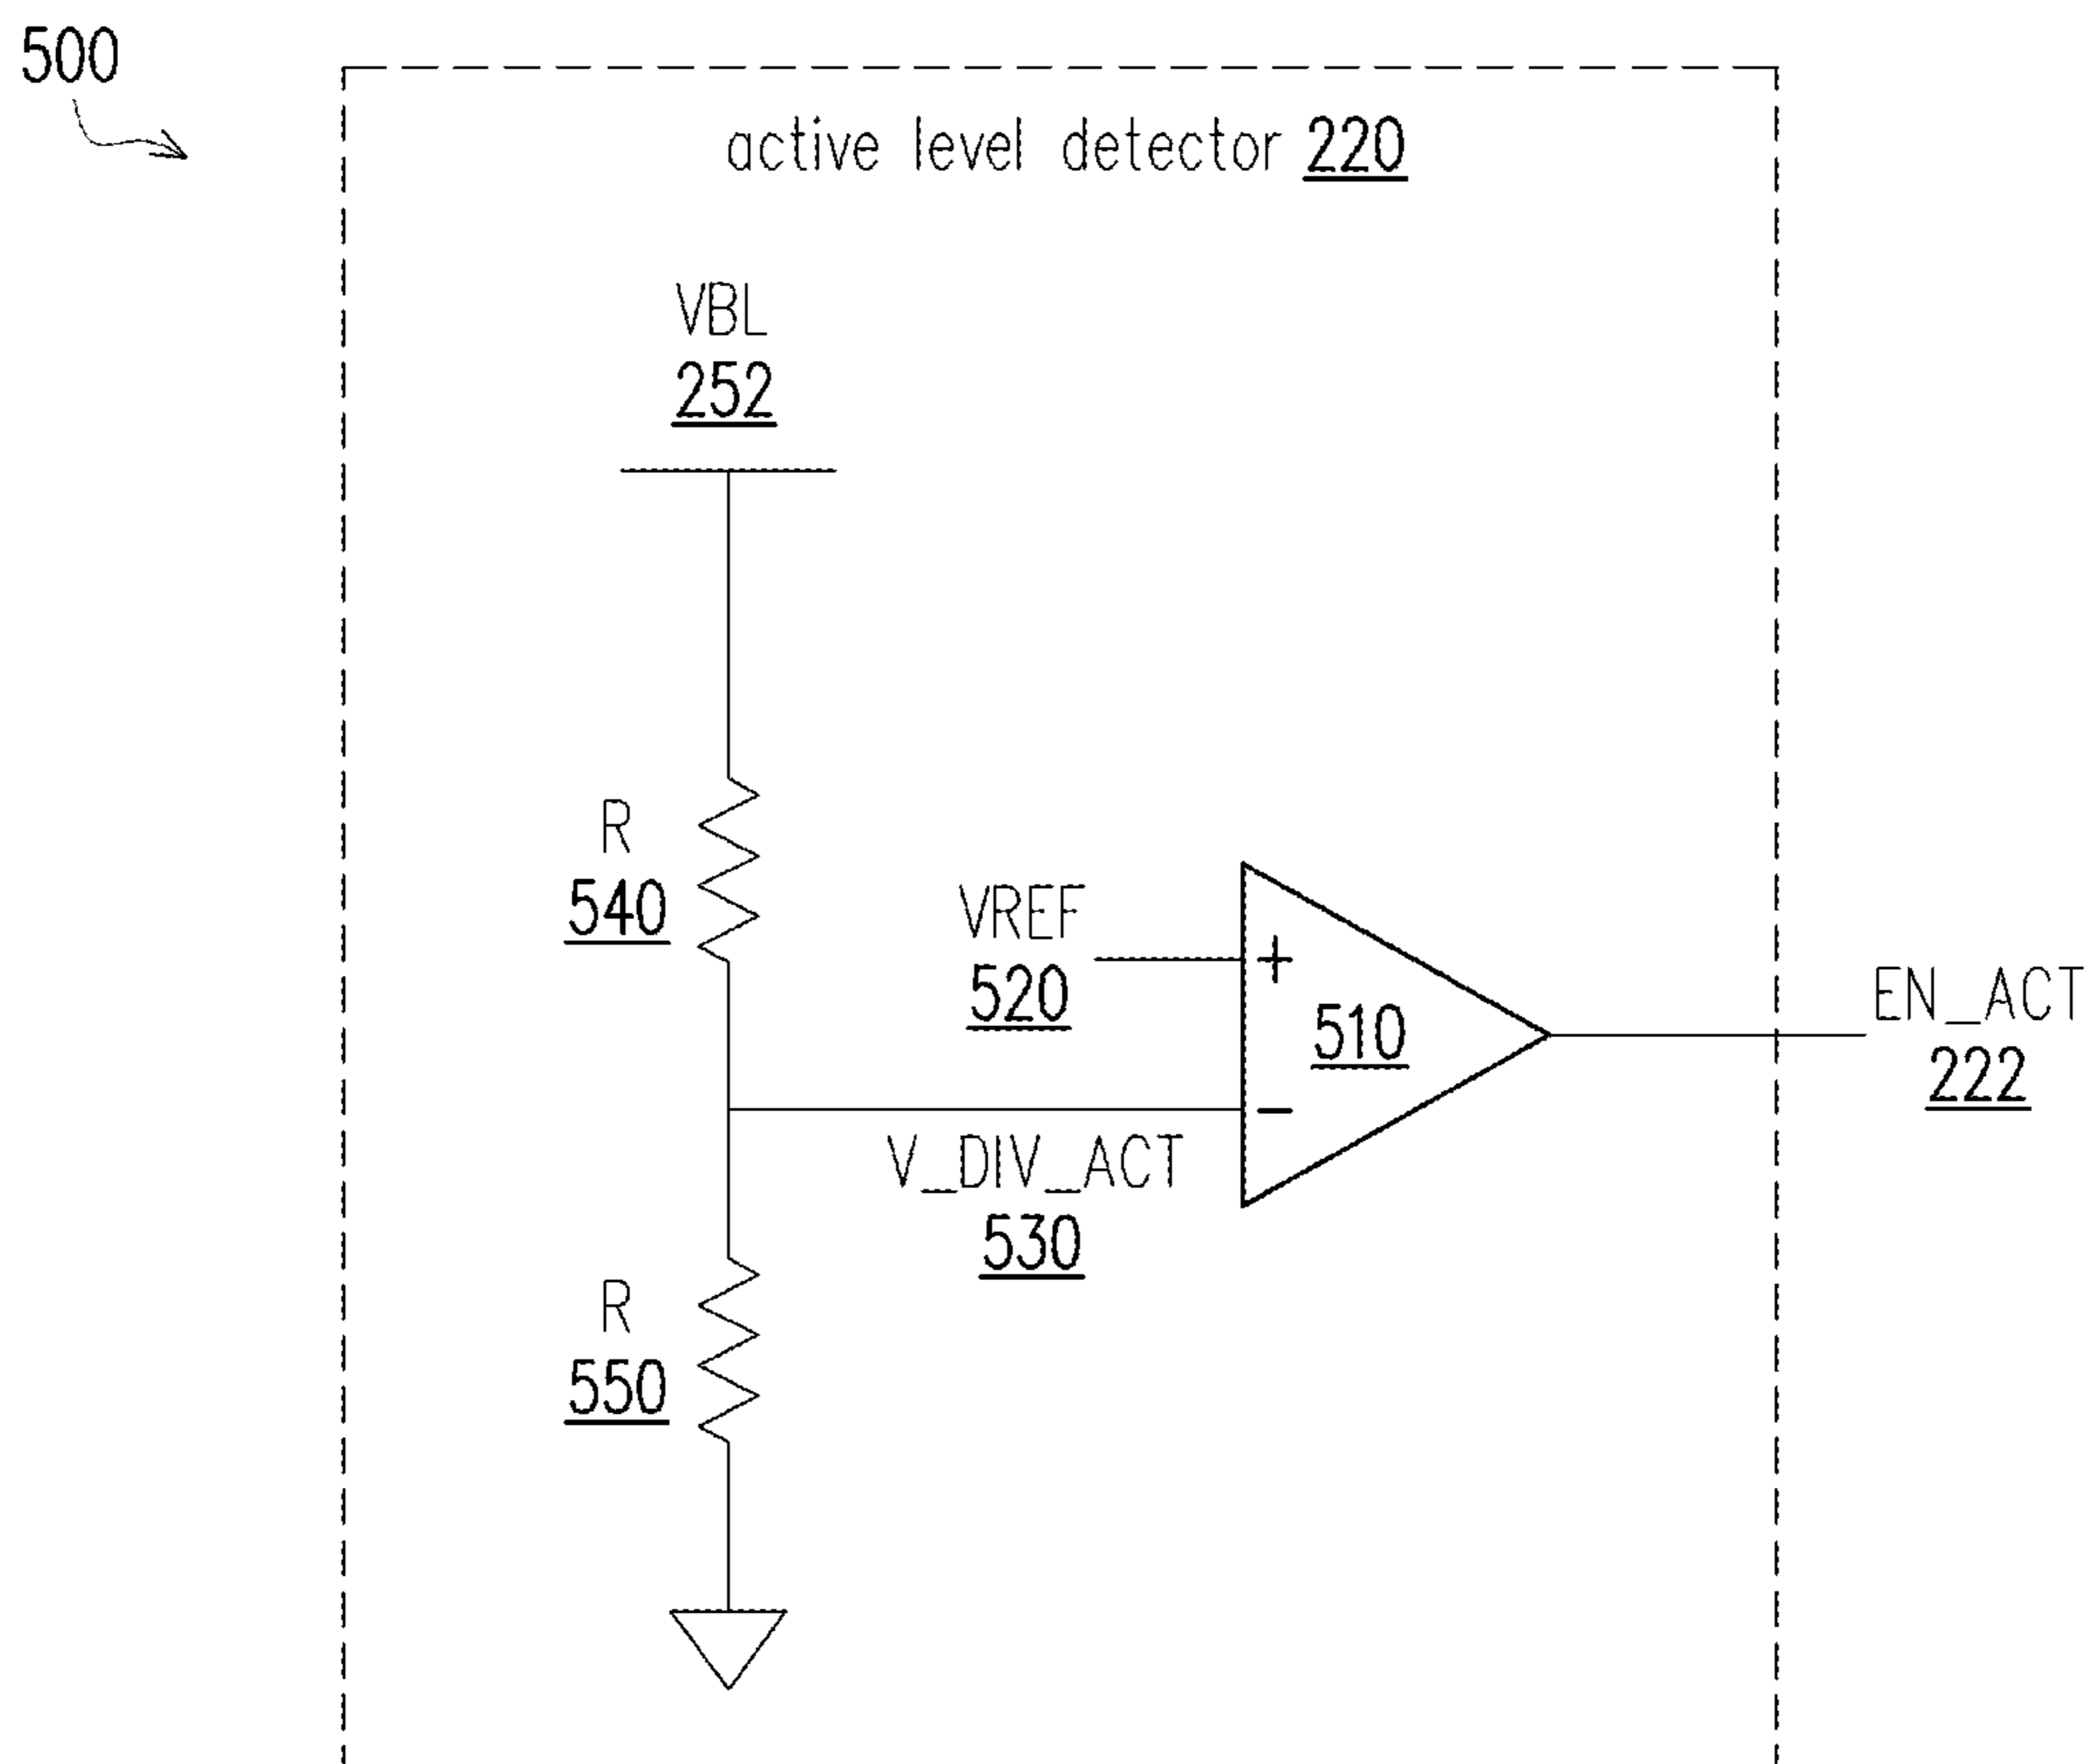 500
active level detector 220
VBL
252
R
540
VREF
520
+
510
−
EN_ACT
222
V_DIV_ACT
530
R
550